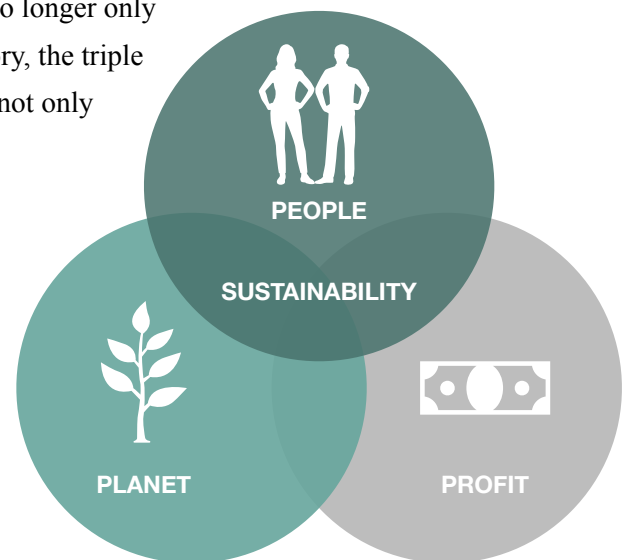 o longer only
ry, the triple
not only
PEOPLE
SUSTAINABILITY
PLANET
PROFIT